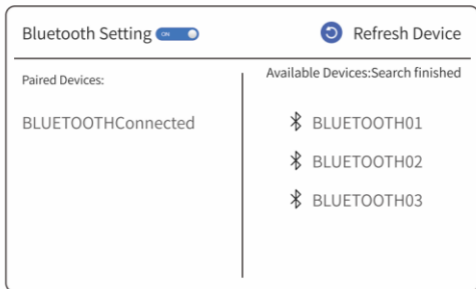 Bluetooth Setting ON
Refresh Device
Paired Devices:
BLUETOOTHConnected
Available Devices:Search finished
BLUETOOTH01
BLUETOOTH02
BLUETOOTH03